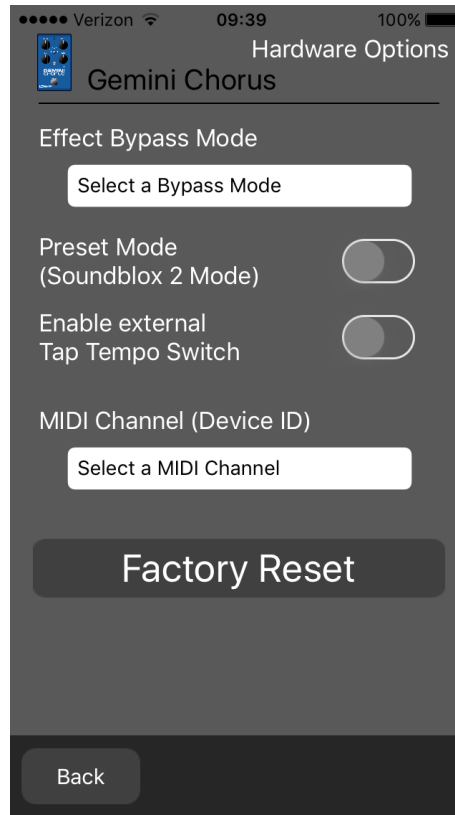 Verizon 09:39 100%
Hardware Options
GEMINI
Gemini Chorus
Effect Bypass Mode
Select a Bypass Mode
Preset Mode
(Soundblox 2 Mode)
Enable external
Tap Tempo Switch
MIDI Channel (Device ID)
Select a MIDI Channel
Factory Reset
Back